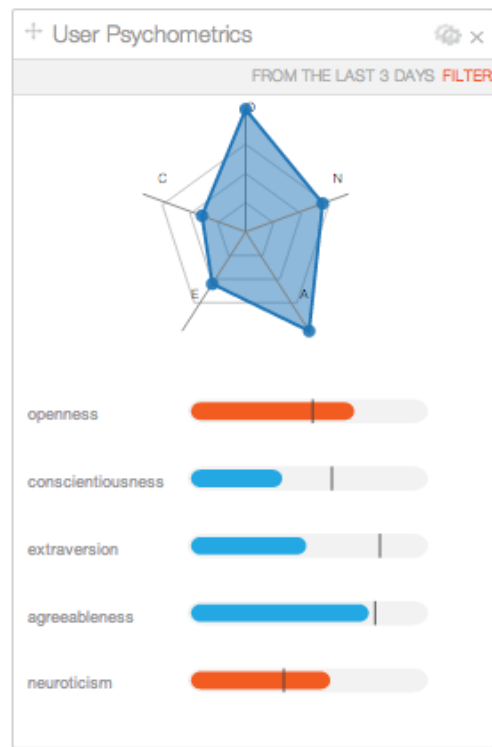 User Psychometrics
FROM THE LAST 3 DAYS FILTER
O
C
N
E
A
openness
conscientiousness
extraversion
agreeableness
neuroticism